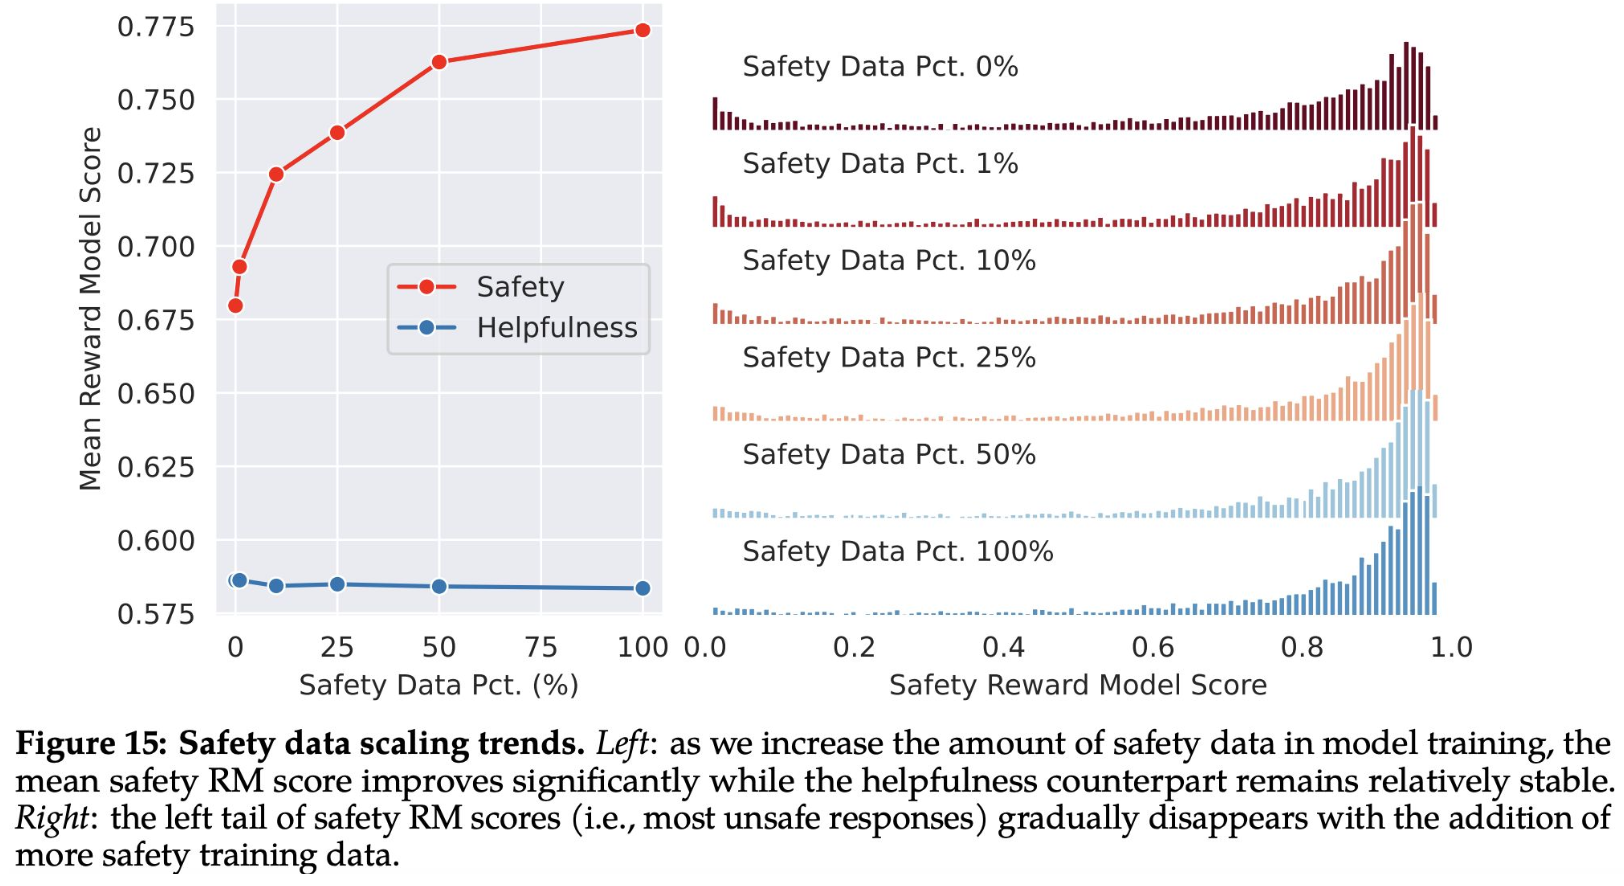 0.775
0.750
0.725
0.700
0.675
0.650
0.625
0.600
0.575
Mean Reward Model Score
Safety
Helpfulness
0 25 50 75 100
Safety Data Pct. (%)
Safety Data Pct. 0%
Safety Data Pct. 1%
Safety Data Pct. 10%
Safety Data Pct. 25%
Safety Data Pct. 50%
Safety Data Pct. 100%
0.0 0.2 0.4 0.6 0.8 1.0
Safety Reward Model Score
Figure 15: Safety data scaling trends. Left: as we increase the amount of safety data in model training, the
mean safety RM score improves significantly while the helpfulness counterpart remains relatively stable.
Right: the left tail of safety RM scores (i.e., most unsafe responses) gradually disappears with the addition of
more safety training data.